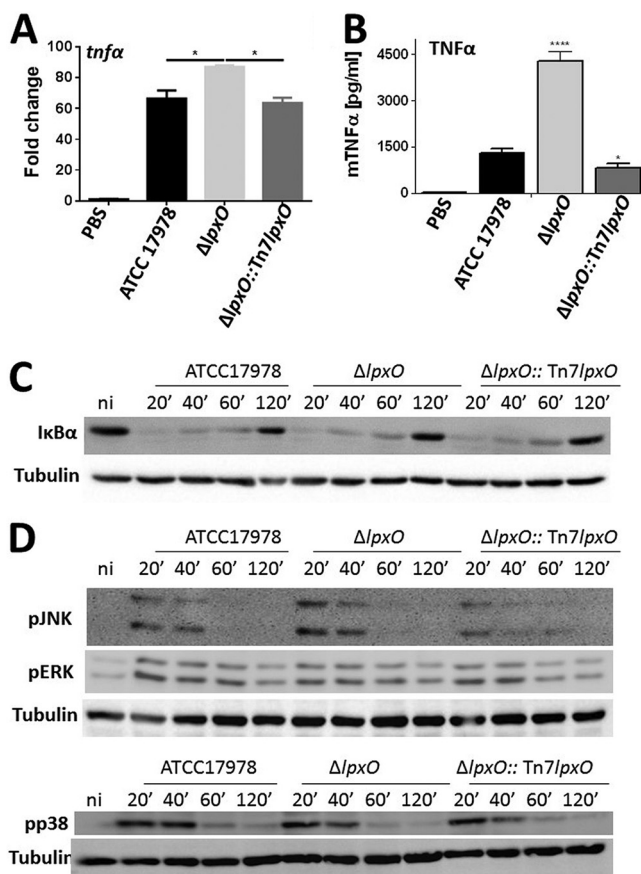 A
tnfα
*
*
Fold change
100
80
60
40
20
0
PBS
ATCC 17978
ΔlpxO
ΔlpxO::Tn7lpxO
B
TNFα
mTNFα [pg/ml]
4500
3000
1500
0
****
*
PBS
ATCC 17978
ΔlpxO
ΔlpxO::Tn7lpxO
C
ATCC17978 ΔlpxO ΔlpxO:: Tn7lpxO
ni 20’ 40’ 60’ 120’ 20’ 40’ 60’ 120’ 20’ 40’ 60’ 120’
IκBα
Tubulin
D
ATCC17978 ΔlpxO ΔlpxO:: Tn7lpxO
ni 20’ 40’ 60’ 120’ 20’ 40’ 60’ 120’ 20’ 40’ 60’ 120’
pJNK
pERK
Tubulin
ATCC17978 ΔlpxO ΔlpxO:: Tn7lpxO
ni 20’ 40’ 60’ 120’ 20’ 40’ 60’ 120’ 20’ 40’ 60’ 120’
pp38
Tubulin